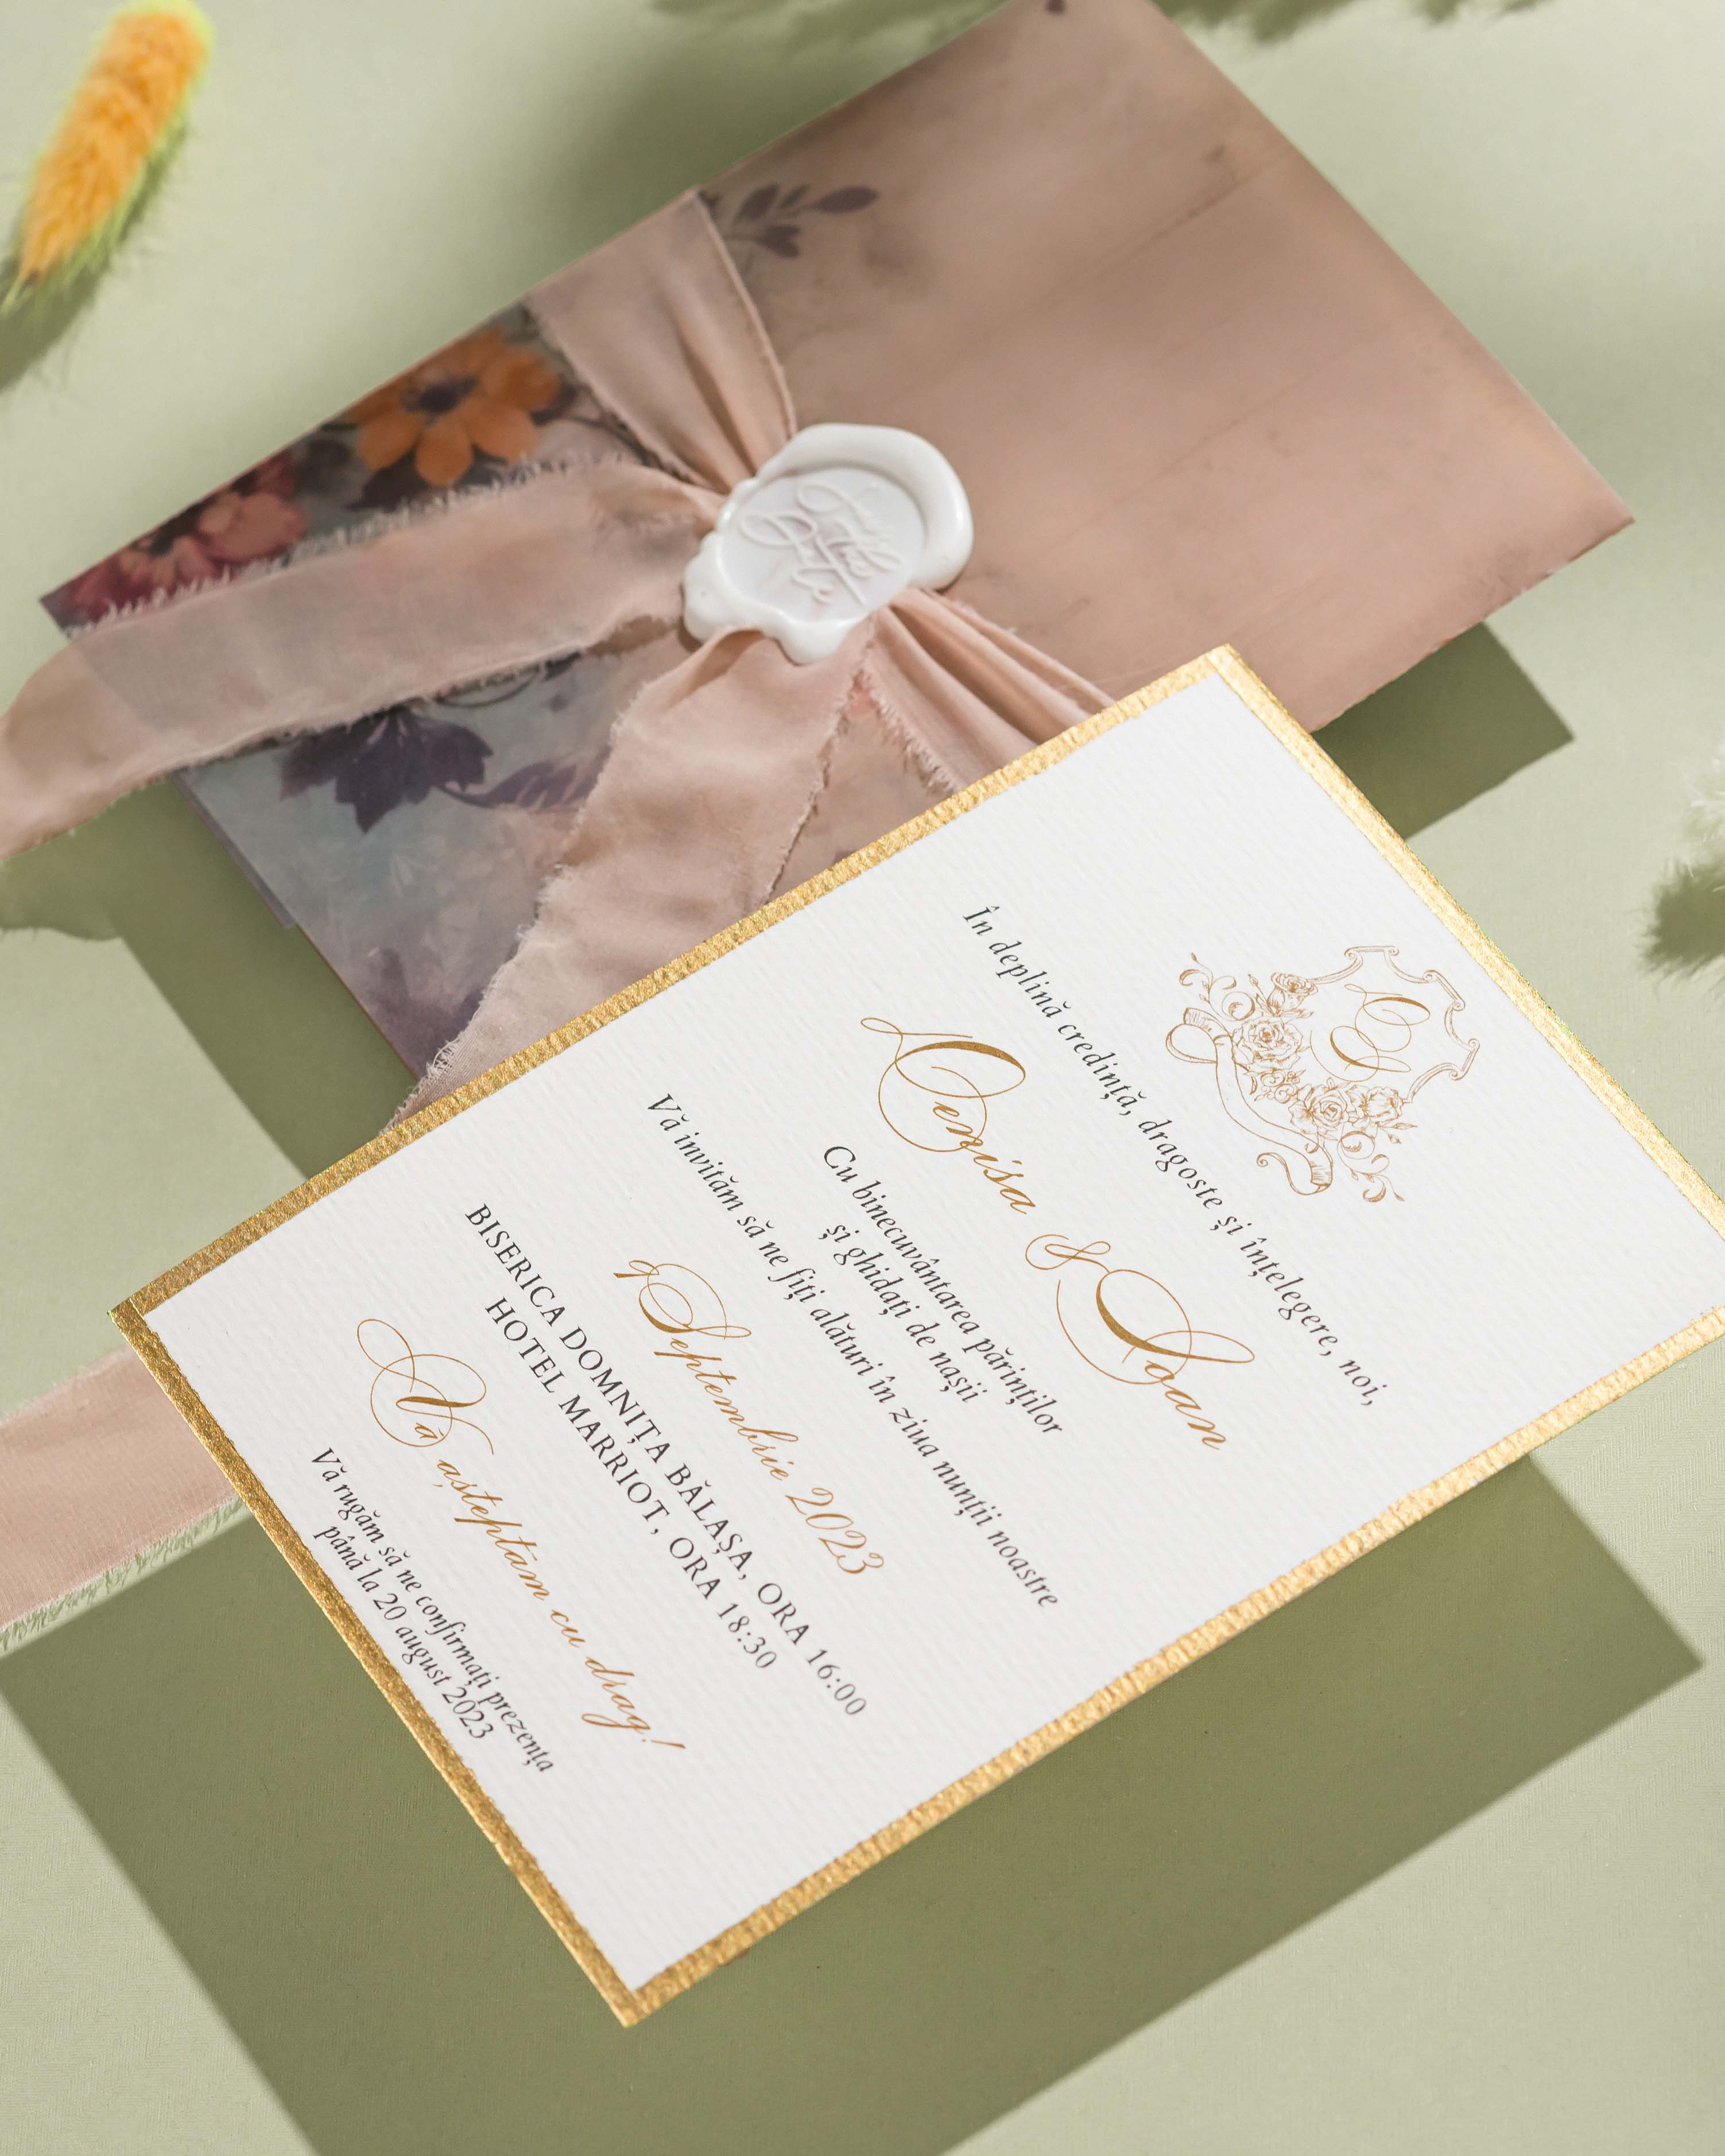 În deplină credință, dragoste și înțelegere, noi,
Denisa & Ioan
Cu binecuvântarea părinților
și ghidați de nașii
Vă invităm să ne fiți alături în ziua nunții noastre
9 Septembrie 2023
BISERICA DOMNIȚA BĂLAȘA, ORA 16:00
HOTEL MARRIOT, ORA 18:30
Vă așteptăm cu drag!
Vă rugăm să ne confirmați prezența
până la 20 august 2023